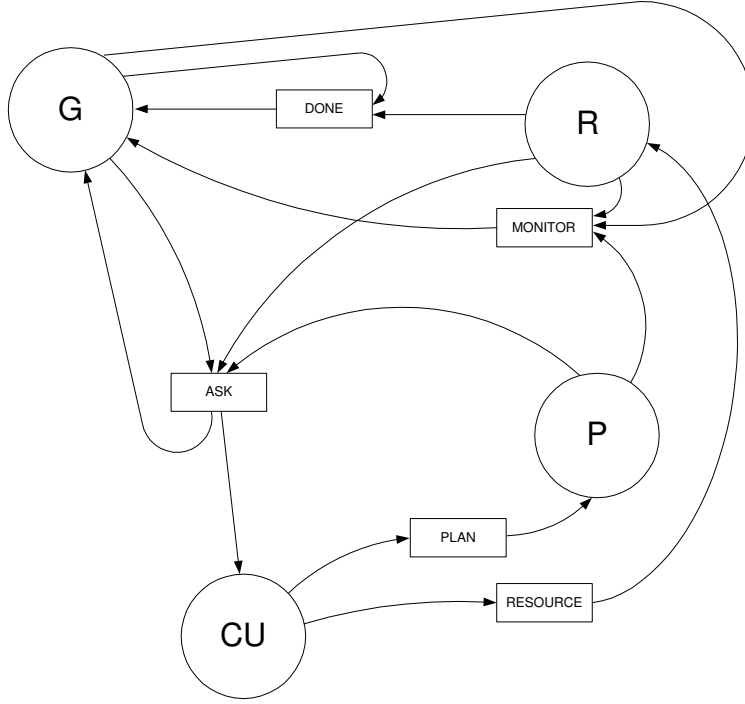 G
DONE
R
MONITOR
ASK
P
PLAN
RESOURCE
CU